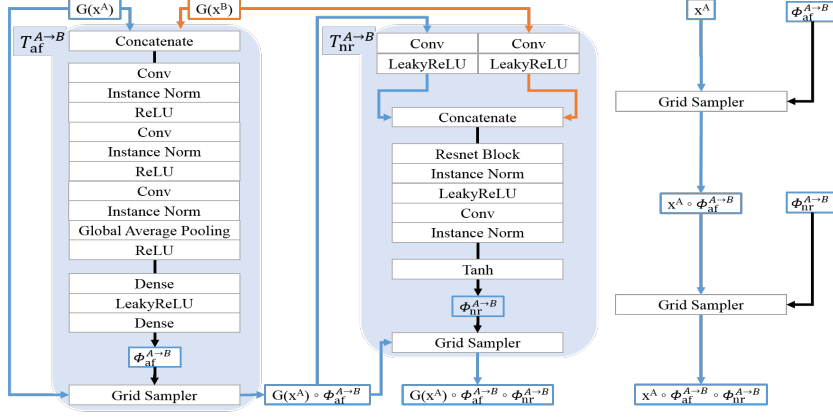 G(x^A)
G(x^B)
T_af^A→B
Concatenate
Conv
Instance Norm
ReLU
Conv
Instance Norm
ReLU
Conv
Instance Norm
Global Average Pooling
ReLU
Dense
LeakyReLU
Dense
Φ_af^A→B
Grid Sampler
G(x^A) ∘ Φ_af^A→B
T_nr^A→B
Conv
Conv
LeakyReLU
LeakyReLU
Concatenate
Resnet Block
Instance Norm
LeakyReLU
Conv
Instance Norm
Tanh
Φ_nr^A→B
Grid Sampler
G(x^A) ∘ Φ_af^A→B ∘ Φ_nr^A→B
x^A
Φ_af^A→B
Grid Sampler
x^A ∘ Φ_af^A→B
Φ_nr^A→B
Grid Sampler
x^A ∘ Φ_af^A→B ∘ Φ_nr^A→B